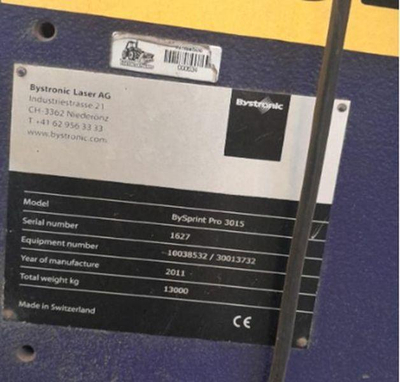 000634
Bystronic Laser AG
Industriestrasse 21
CH-3362 Niederönz
T +41 62 956 33 33
www.bystronic.com
Bystronic
Model BySprint Pro 3015
Serial number 1627
Equipment number 10038532 / 30013732
Year of manufacture 2011
Total weight kg 13000
Made in Switzerland
CE